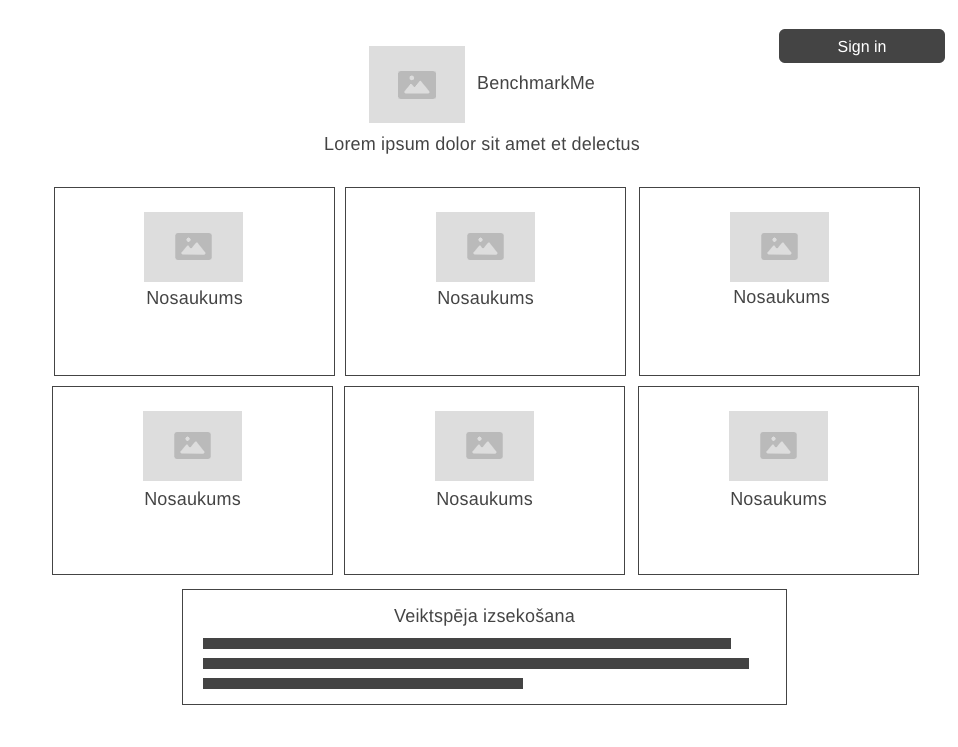 Sign in
BenchmarkMe
Lorem ipsum dolor sit amet et delectus
Nosaukums
Nosaukums
Nosaukums
Nosaukums
Nosaukums
Nosaukums
Veiktspēja izsekošana